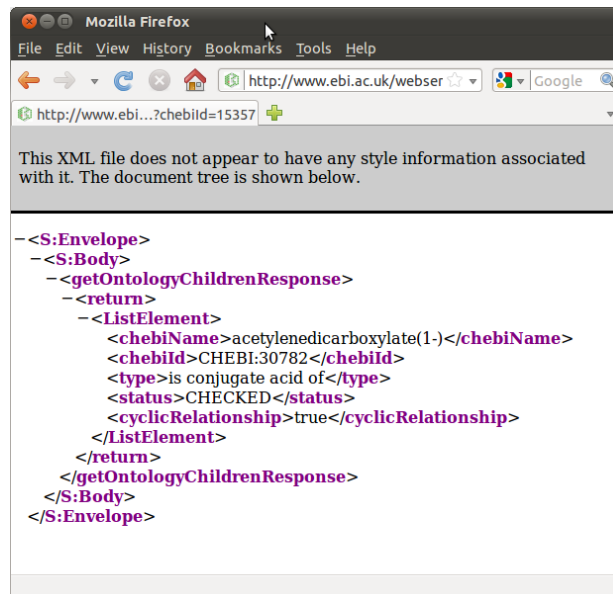 Mozilla Firefox
File Edit View History Bookmarks Tools Help
http://www.ebi.ac.uk/webser Google
http://www.ebi...?chebiId=15357
This XML file does not appear to have any style information associated
with it. The document tree is shown below.
−<S:Envelope>
−<S:Body>
−<getOntologyChildrenResponse>
−<return>
−<ListElement>
<chebiName>acetylenedicarboxylate(1-)</chebiName>
<chebiId>CHEBI:30782</chebiId>
<type>is conjugate acid of</type>
<status>CHECKED</status>
<cyclicRelationship>true</cyclicRelationship>
</ListElement>
</return>
</getOntologyChildrenResponse>
</S:Body>
</S:Envelope>